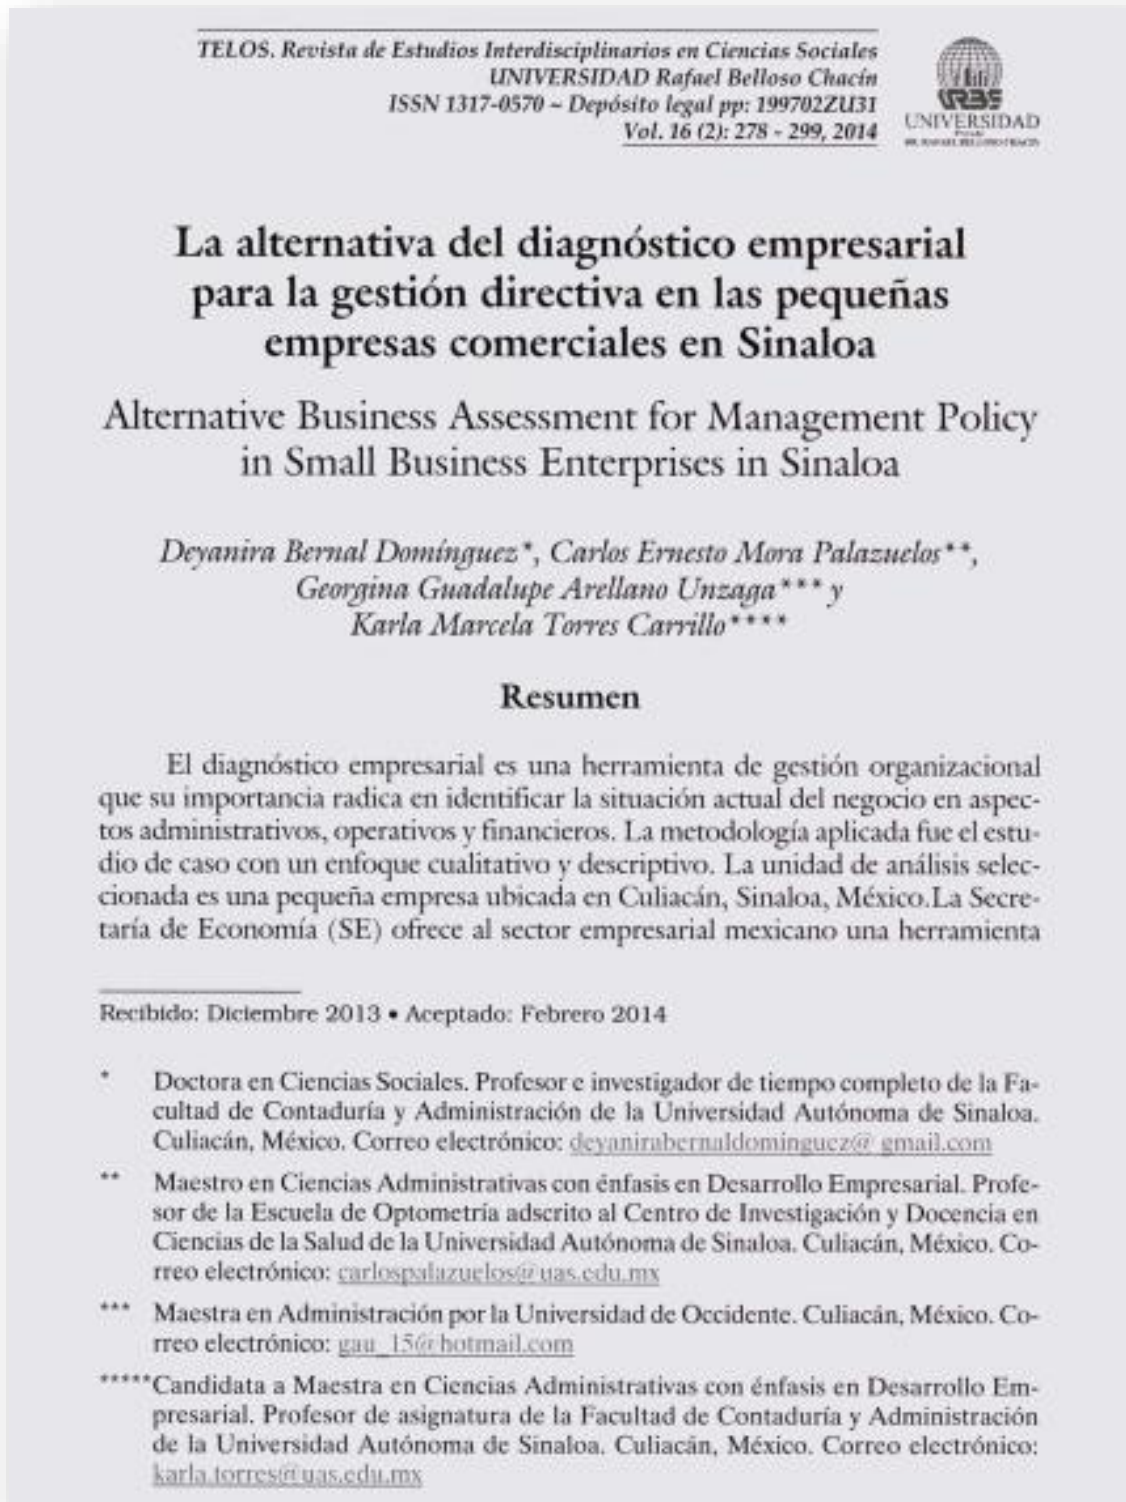 TELOS. Revista de Estudios Interdisciplinarios en Ciencias Sociales
UNIVERSIDAD Rafael Belloso Chacín
ISSN 1317-0570 ~ Depósito legal pp: 199702ZU31
Vol. 16 (2): 278 - 299, 2014
UNIVERSIDAD
La alternativa del diagnóstico empresarial
para la gestión directiva en las pequeñas
empresas comerciales en Sinaloa
Alternative Business Assessment for Management Policy
in Small Business Enterprises in Sinaloa
Deyanira Bernal Domínguez*, Carlos Ernesto Mora Palazuelos**,
Georgina Guadalupe Arellano Unzaga*** y
Karla Marcela Torres Carrillo****
Resumen
El diagnóstico empresarial es una herramienta de gestión organizacional
que su importancia radica en identificar la situación actual del negocio en aspec-
tos administrativos, operativos y financieros. La metodología aplicada fue el estu-
dio de caso con un enfoque cualitativo y descriptivo. La unidad de análisis selec-
cionada es una pequeña empresa ubicada en Culiacán, Sinaloa, México.La Secre-
taría de Economía (SE) ofrece al sector empresarial mexicano una herramienta
Recibido: Diciembre 2013 • Aceptado: Febrero 2014
* Doctora en Ciencias Sociales. Profesor e investigador de tiempo completo de la Fa-
cultad de Contaduría y Administración de la Universidad Autónoma de Sinaloa.
Culiacán, México. Correo electrónico: deyanirabernaldominguez@ gmail.com
** Maestro en Ciencias Administrativas con énfasis en Desarrollo Empresarial. Profe-
sor de la Escuela de Optometría adscrito al Centro de Investigación y Docencia en
Ciencias de la Salud de la Universidad Autónoma de Sinaloa. Culiacán, México. Co-
rreo electrónico: carlospalazuelos@uas.edu.mx
*** Maestra en Administración por la Universidad de Occidente. Culiacán, México. Co-
rreo electrónico: gau_15@hotmail.com
*****Candidata a Maestra en Ciencias Administrativas con énfasis en Desarrollo Em-
presarial. Profesor de asignatura de la Facultad de Contaduría y Administración
de la Universidad Autónoma de Sinaloa. Culiacán, México. Correo electrónico:
karla.torres@uas.edu.mx